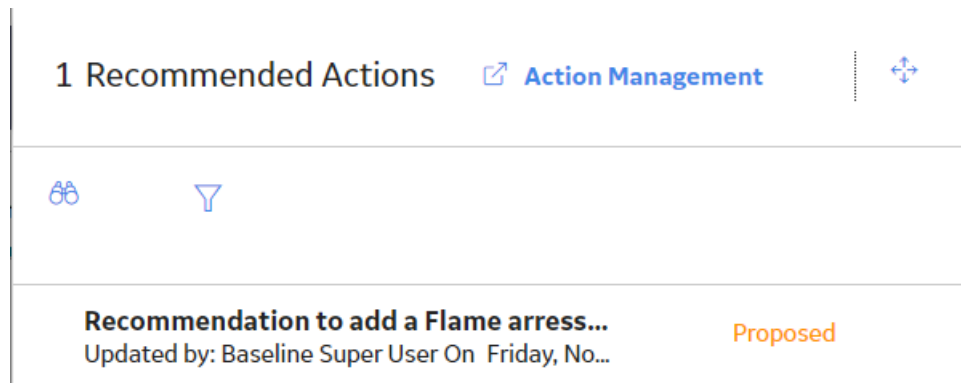 1 Recommended Actions Action Management
Recommendation to add a Flame arress...
Proposed
Updated by: Baseline Super User On Friday, No...